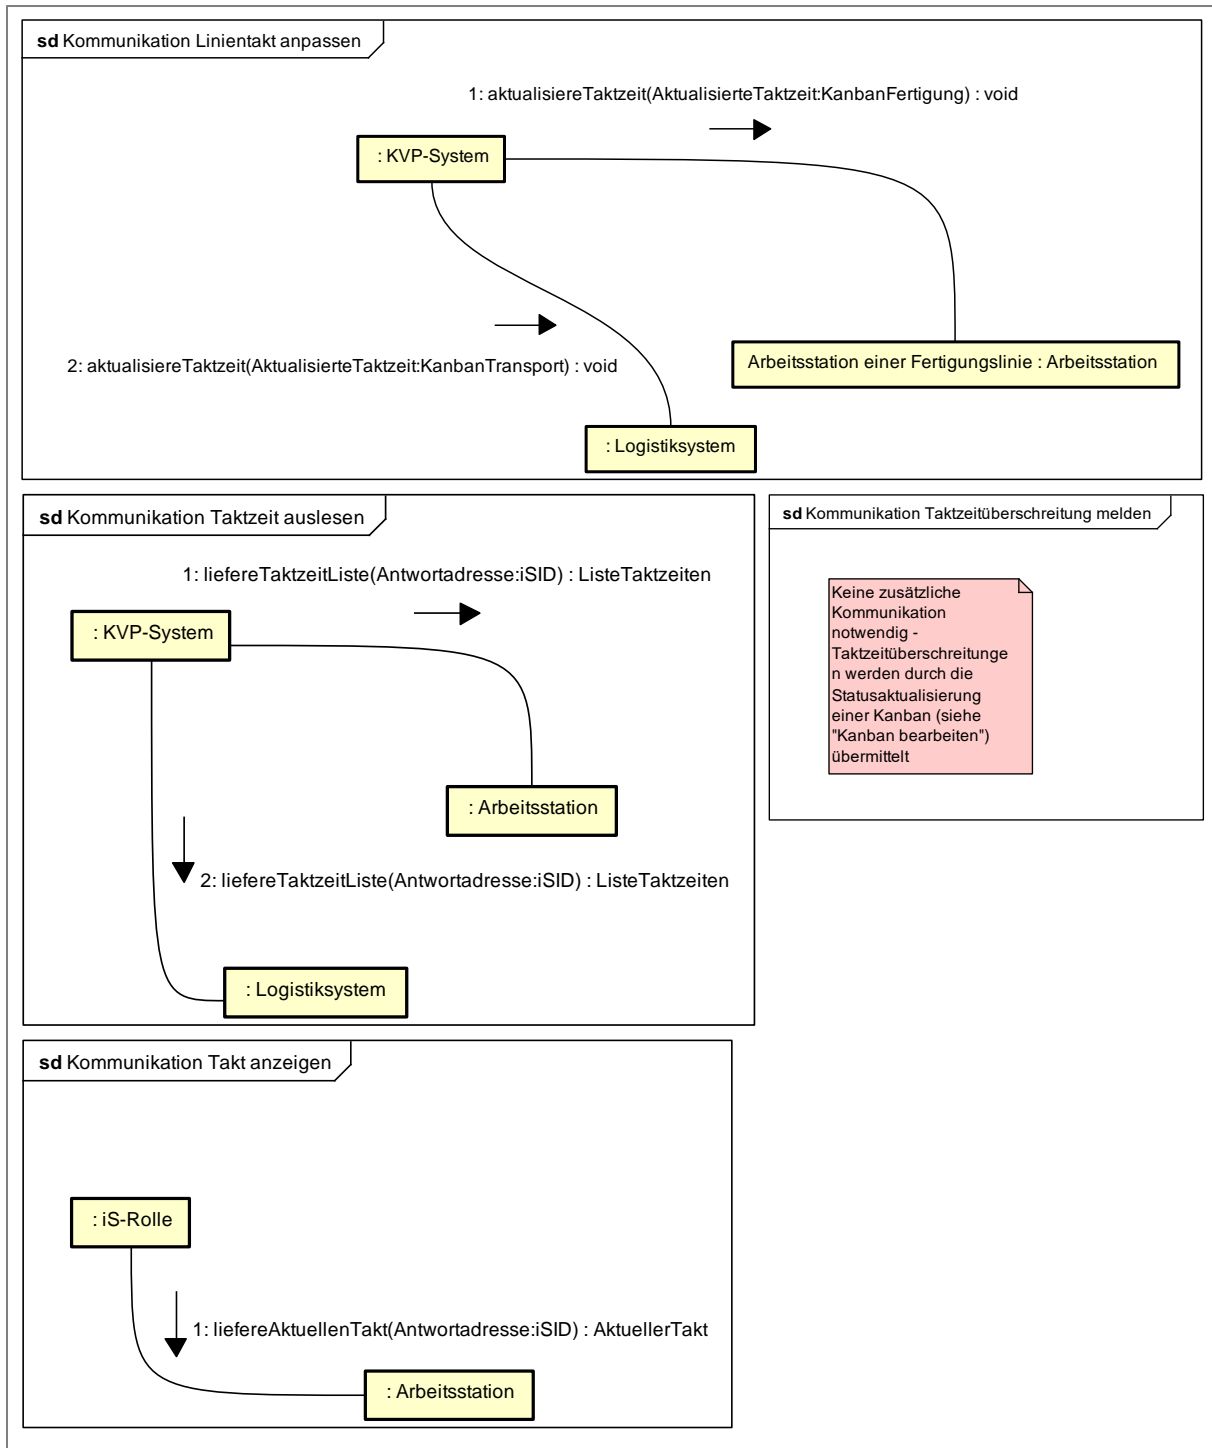 sd Kommunikation Linientakt anpassen
1: aktualisiereTaktzeit(AktualisierteTaktzeit:KanbanFertigung) : void
: KVP-System
2: aktualisiereTaktzeit(AktualisierteTaktzeit:KanbanTransport) : void
Arbeitsstation einer Fertigungslinie : Arbeitsstation
: Logistiksystem
sd Kommunikation Taktzeit auslesen
1: liefereTaktzeitListe(Antwortadresse:iSID) : ListeTaktzeiten
: KVP-System
: Arbeitsstation
2: liefereTaktzeitListe(Antwortadresse:iSID) : ListeTaktzeiten
: Logistiksystem
sd Kommunikation Taktzeitüberschreitung melden
Keine zusätzliche
Kommunikation
notwendig -
Taktzeitüberschreitunge
n werden durch die
Statusaktualisierung
einer Kanban (siehe
"Kanban bearbeiten")
übermittelt
sd Kommunikation Takt anzeigen
: iS-Rolle
1: liefereAktuellenTakt(Antwortadresse:iSID) : AktuellerTakt
: Arbeitsstation